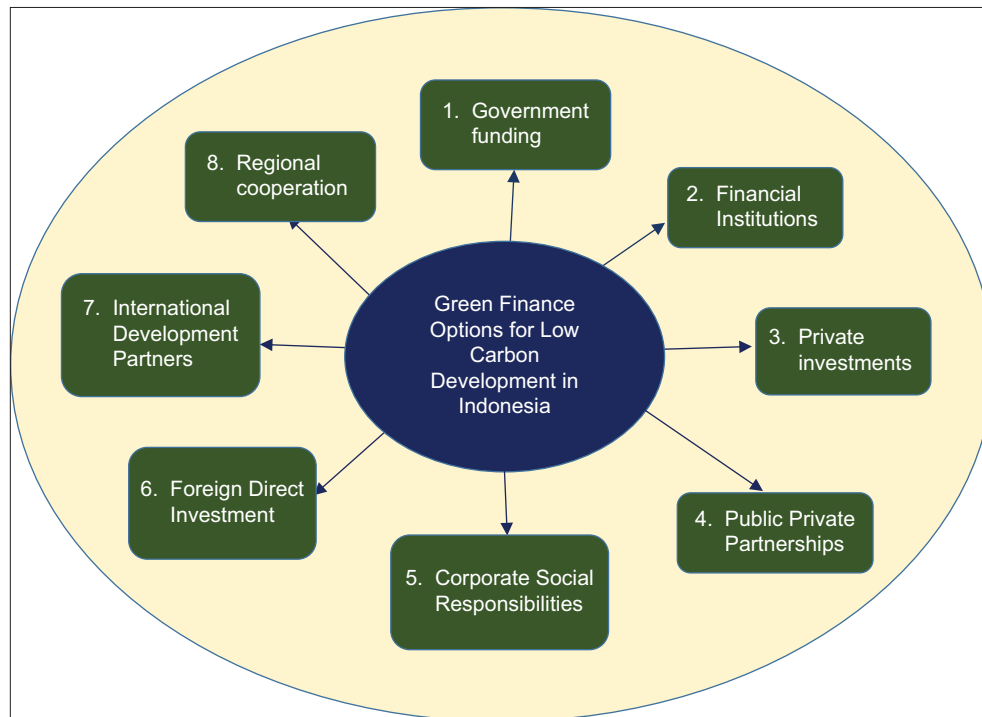 1. Government
funding
2. Financial
Institutions
3. Private
investments
4. Public Private
Partnerships
5. Corporate Social
Responsibilities
6. Foreign Direct
Investment
7. International
Development
Partners
8. Regional
cooperation
Green Finance
Options for Low
Carbon
Development in
Indonesia